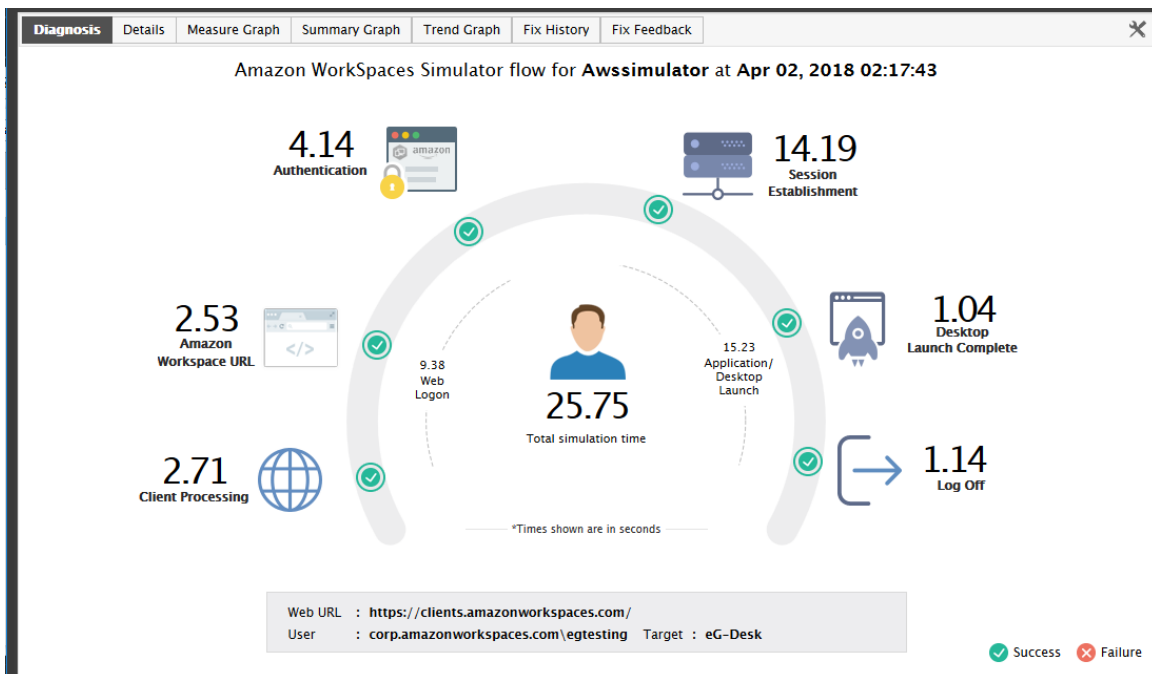 Diagnosis Details Measure Graph Summary Graph Trend Graph Fix History Fix Feedback
Amazon WorkSpaces Simulator flow for Awssimulator at Apr 02, 2018 02:17:43
4.14
Authentication
amazon
14.19
Session
Establishment
2.53
Amazon
Workspace URL
</>
1.04
Desktop
Launch Complete
9.38
Web
Logon
15.23
Application/
Desktop
Launch
25.75
Total simulation time
2.71
Client Processing
1.14
Log Off
*Times shown are in seconds
Web URL : https://clients.amazonworkspaces.com/
User : corp.amazonworkspaces.com\egtesting Target : eG-Desk
Success Failure